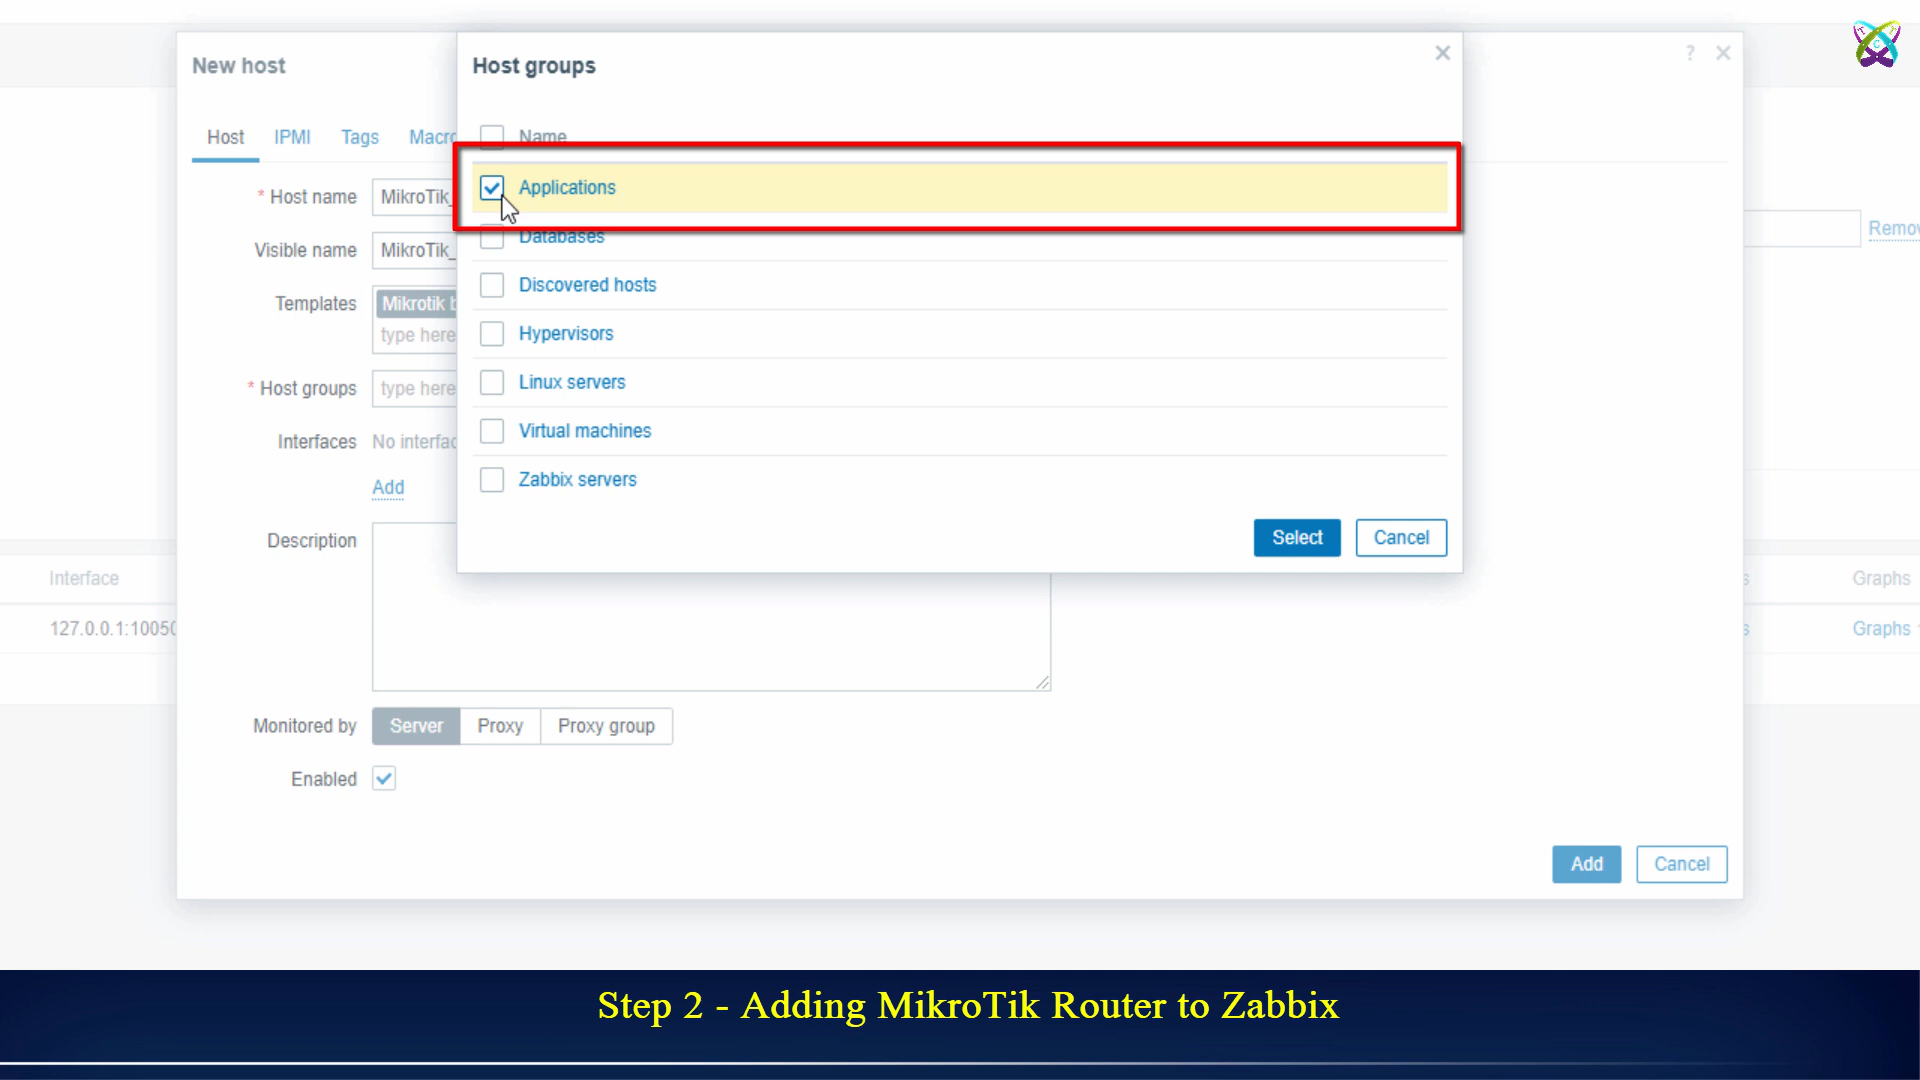 New host
Host groups
?
Host IPMI Tags Macro
Name
Applications
* Host name MikroTik_
Databases
Remov
Visible name MikroTik_
Discovered hosts
Templates Mikrotik b
type here
Hypervisors
Linux servers
* Host groups type here
Virtual machines
Interfaces No interfac
Zabbix servers
Add
Select Cancel
Description
Interface
s Graphs
127.0.0.1:10050
s Graphs
Monitored by Server Proxy Proxy group
Enabled
Add Cancel
Step 2 - Adding MikroTik Router to Zabbix